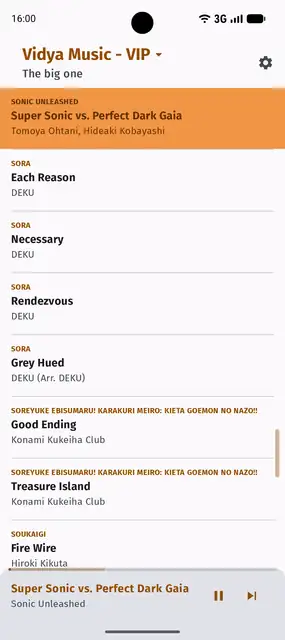 16:00
3G
Vidya Music - VIP
The big one
SONIC UNLEASHED
Super Sonic vs. Perfect Dark Gaia
Tomoya Ohtani, Hideaki Kobayashi
SORA
Each Reason
DEKU
SORA
Necessary
DEKU
SORA
Rendezvous
DEKU
SORA
Grey Hued
DEKU (Arr. DEKU)
SOREYUKE EBISUMARU! KARAKURI MEIRO: KIETA GOEMON NO NAZO!!
Good Ending
Konami Kukeiha Club
SOREYUKE EBISUMARU! KARAKURI MEIRO: KIETA GOEMON NO NAZO!!
Treasure Island
Konami Kukeiha Club
SOUKAIGI
Fire Wire
Hiroki Kikuta
Super Sonic vs. Perfect Dark Gaia
Sonic Unleashed